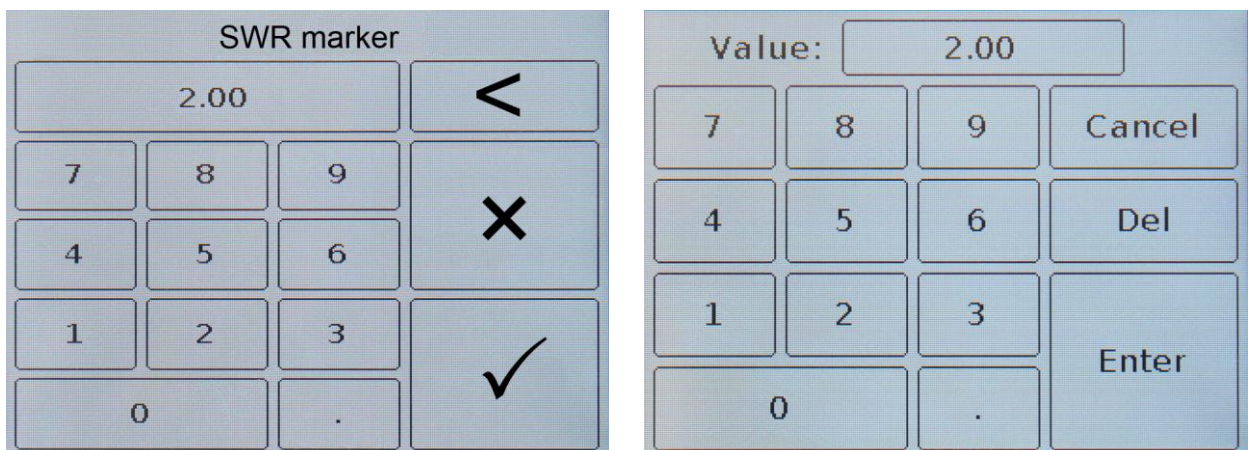 SWR marker
2.00 <
7 8 9 ×
4 5 6
1 2 3 ✓
0 .
Value: 2.00
7 8 9 Cancel
4 5 6 Del
1 2 3 Enter
0 .